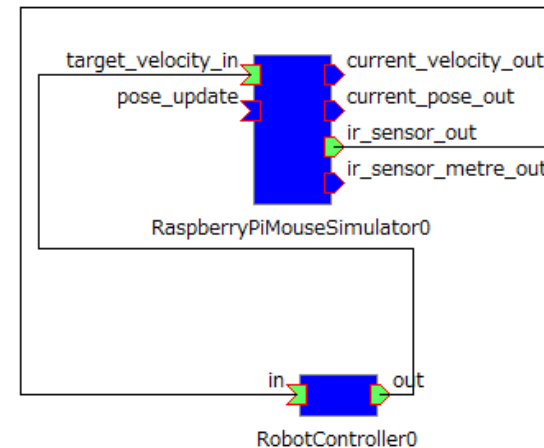 target_velocity_in
current_velocity_out
pose_update
current_pose_out
ir_sensor_out
ir_sensor_metre_out
RaspberryPiMouseSimulator0
in
out
RobotController0